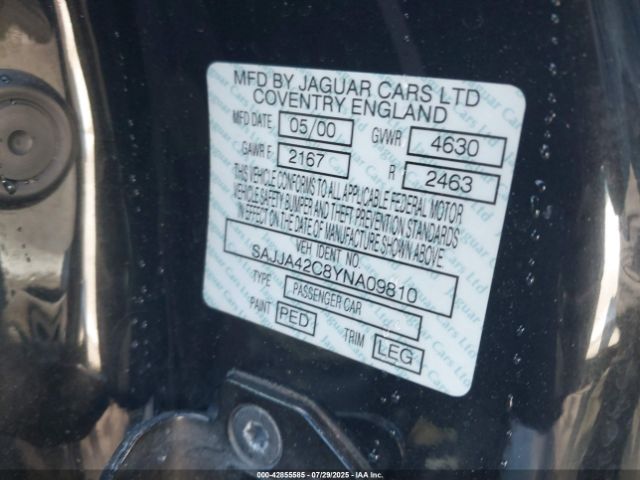 MFD BY JAGUAR CARS LTD
COVENTRY ENGLAND
MFD DATE 05/00 GVWR 4630
GAWR F 2167 R 2463
THIS VEHICLE CONFORMS TO ALL APPLICABLE FEDERAL MOTOR
VEHICLE SAFETY BUMPER AND THEFT PREVENTION STANDARDS
IN EFFECT ON THE DATE OF MANUFACTURE SHOWN ABOVE
VEH IDENT NO.
SAJJA42C8YNA09810
TYPE PASSENGER CAR
PAINT PED TRIM LEG
000-42855585 - 07/29/2025 - IAA Inc.